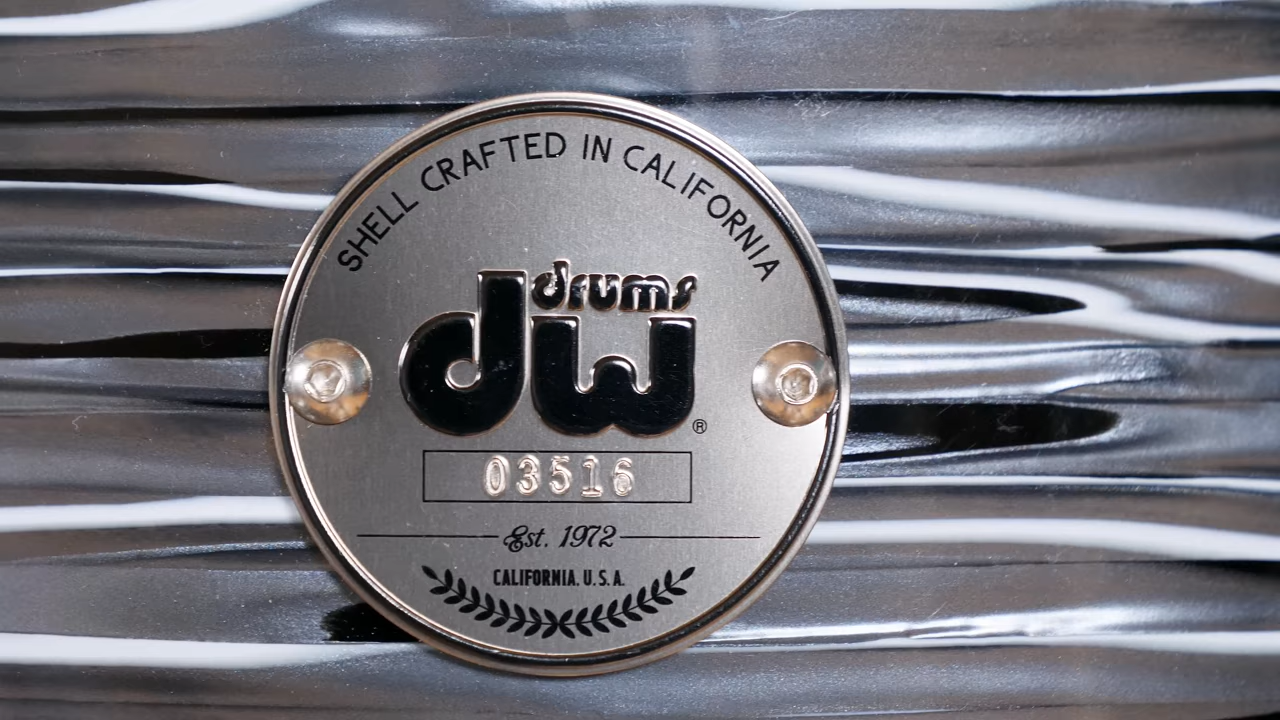 SHELL CRAFTED IN CALIFORNIA
drums
dw®
03516
Est. 1972
CALIFORNIA, U.S.A.